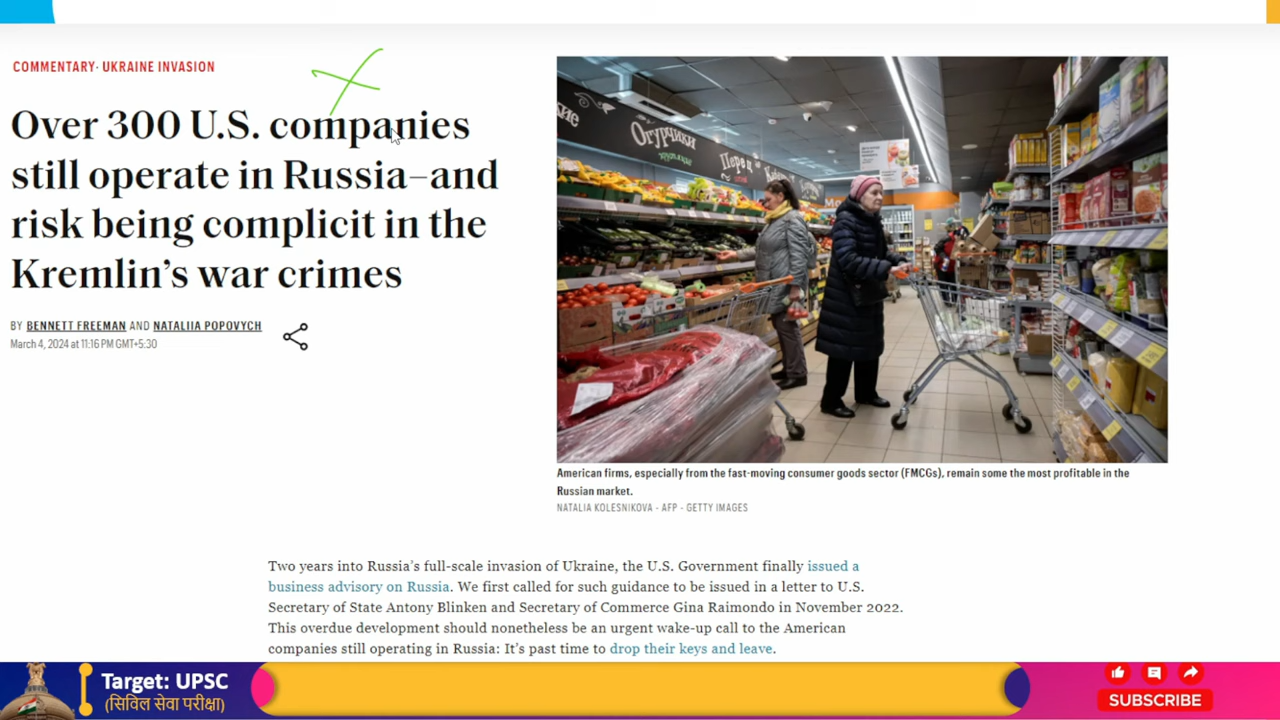 COMMENTARY· UKRAINE INVASION
Over 300 U.S. companies
still operate in Russia–and
risk being complicit in the
Kremlin’s war crimes
BY BENNETT FREEMAN AND NATALIIA POPOVYCH
March 4, 2024 at 11:16 PM GMT+5:30
Огурчики
Перец
American firms, especially from the fast-moving consumer goods sector (FMCGs), remain some the most profitable in the
Russian market.
NATALIA KOLESNIKOVA - AFP - GETTY IMAGES
Two years into Russia’s full-scale invasion of Ukraine, the U.S. Government finally issued a
business advisory on Russia. We first called for such guidance to be issued in a letter to U.S.
Secretary of State Antony Blinken and Secretary of Commerce Gina Raimondo in November 2022.
This overdue development should nonetheless be an urgent wake-up call to the American
companies still operating in Russia: It’s past time to drop their keys and leave.
Target: UPSC
(सिविल सेवा परीक्षा)
SUBSCRIBE